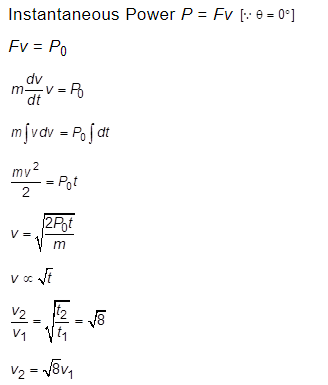 Instantaneous Power P = Fv [∵ θ = 0°]
Fv = P₀
m dv/dt v = P₀
m∫vdv = P₀∫dt
mv²/2 = P₀t
v = √(2P₀t/m)
v ∝ √t
v₂/v₁ = √(t₂/t₁) = √8
v₂ = √8v₁